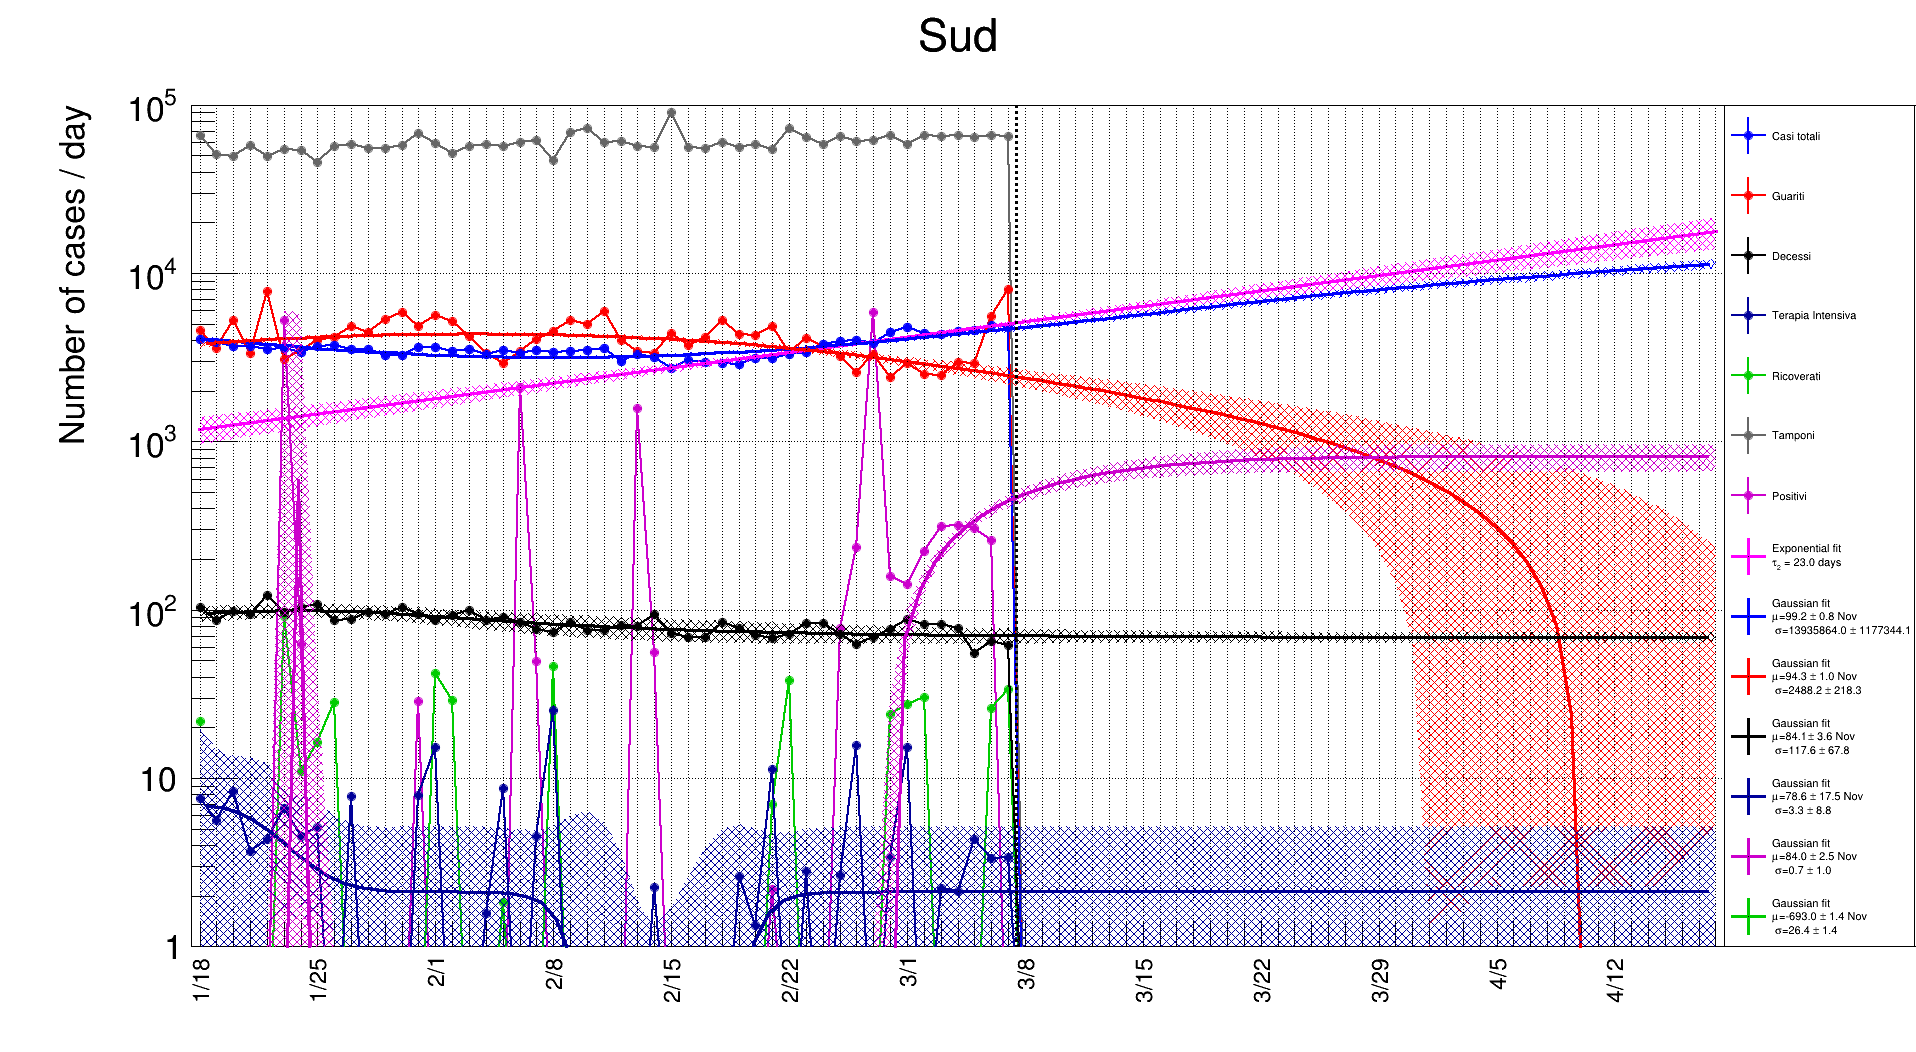 Sud
Number of cases / day
10^5
10^4
10^3
10^2
10
1
1/18
1/25
2/1
2/8
2/15
2/22
3/1
3/8
3/15
3/22
3/29
4/5
4/12
Casi totali
Guariti
Decessi
Terapia Intensiva
Ricoverati
Tamponi
Positivi
Exponential fit
τ₂ = 23.0 days
Gaussian fit
μ=99.2 ± 0.8 Nov
σ=13935864.0 ± 1177344.1
Gaussian fit
μ=94.3 ± 1.0 Nov
σ=2488.2 ± 218.3
Gaussian fit
μ=84.1 ± 3.6 Nov
σ=117.6 ± 67.8
Gaussian fit
μ=78.6 ± 17.5 Nov
σ=3.3 ± 8.8
Gaussian fit
μ=84.0 ± 2.5 Nov
σ=0.7 ± 1.0
Gaussian fit
μ=-693.0 ± 1.4 Nov
σ=26.4 ± 1.4